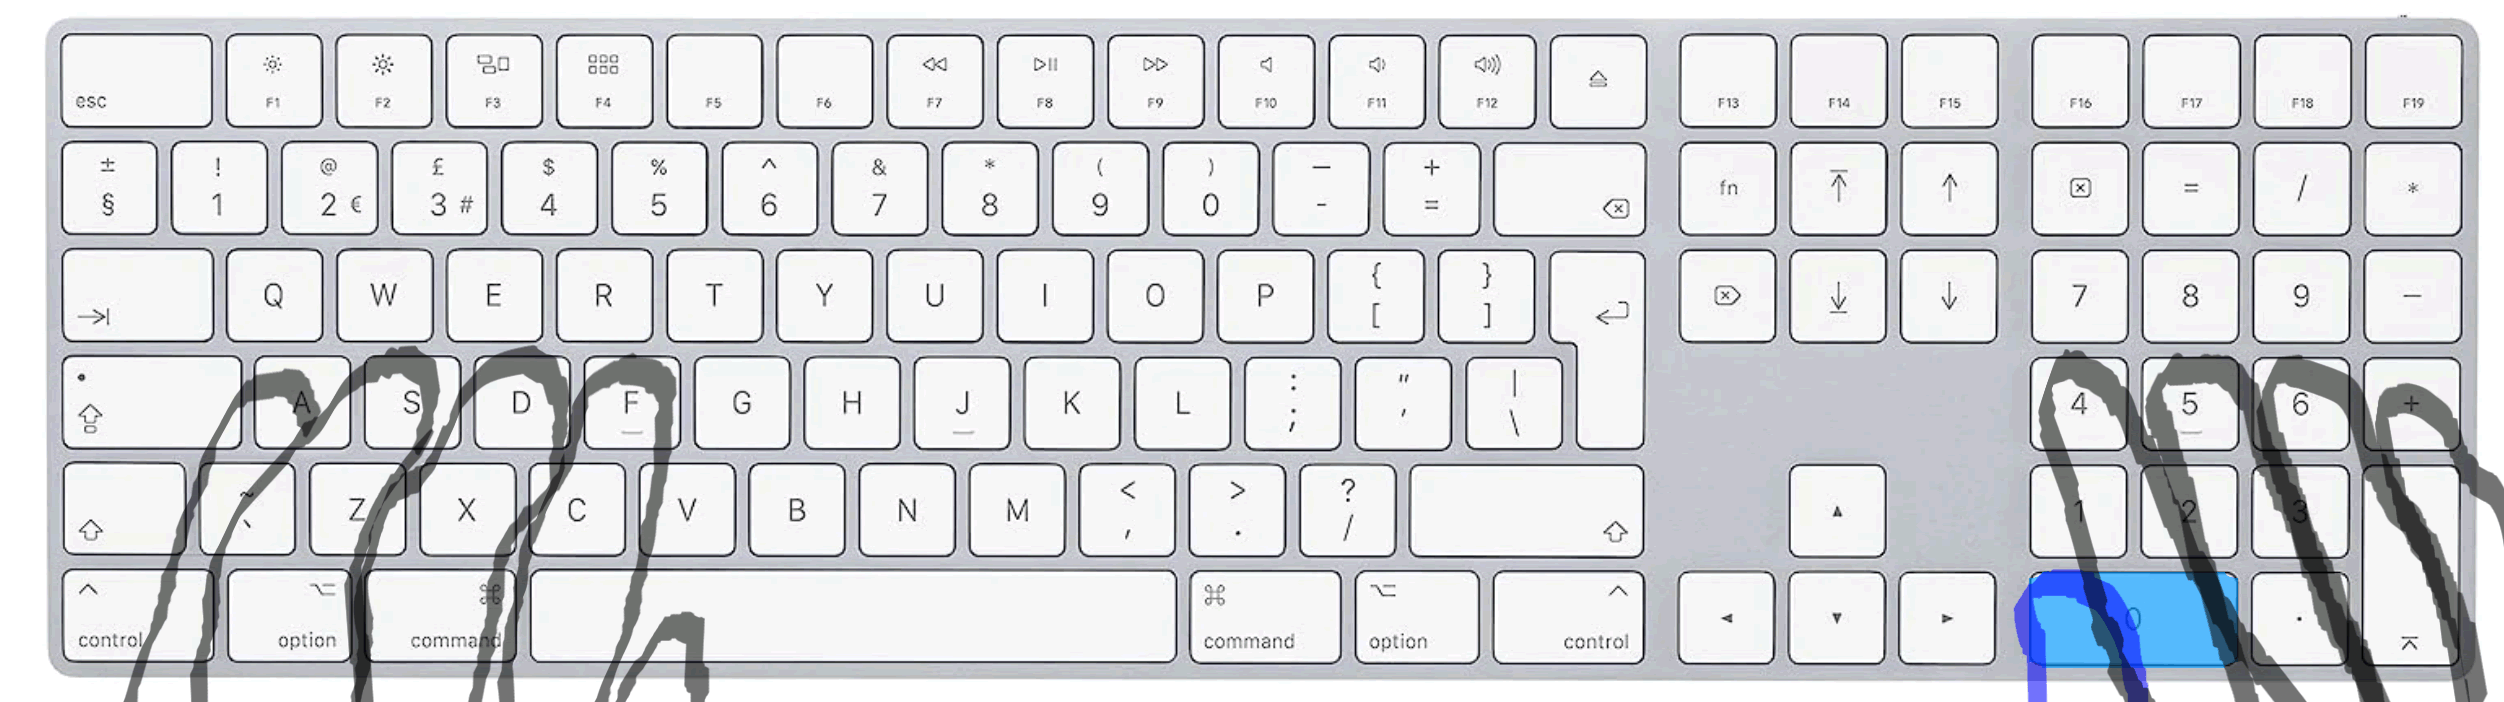 esc F1 F2 F3 F4 F5 F6 F7 F8 F9 F10 F11 F12 F13 F14 F15 F16 F17 F18 F19
± ! @ £ $ % ^ & * ( ) — +
§ 1 2 € 3 # 4 5 6 7 8 9 0 - = fn = / *
Q W E R T Y U I O P { [ } ] 7 8 9 —
A S D F G H J K L : ; " ' | \ 4 5 6 +
~ ` Z X C V B N M < , > . ? / 1 2 3
control option command command option control 0 .